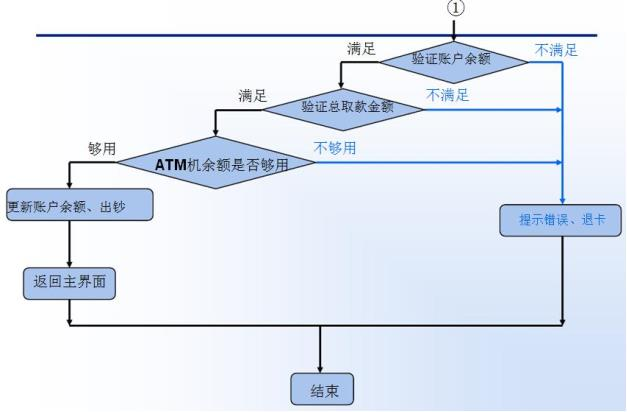 ①
验证账户余额
满足
不满足
验证总取款金额
满足
不满足
ATM机余额是否够用
够用
不够用
更新账户余额、出钞
提示错误、退卡
返回主界面
结束